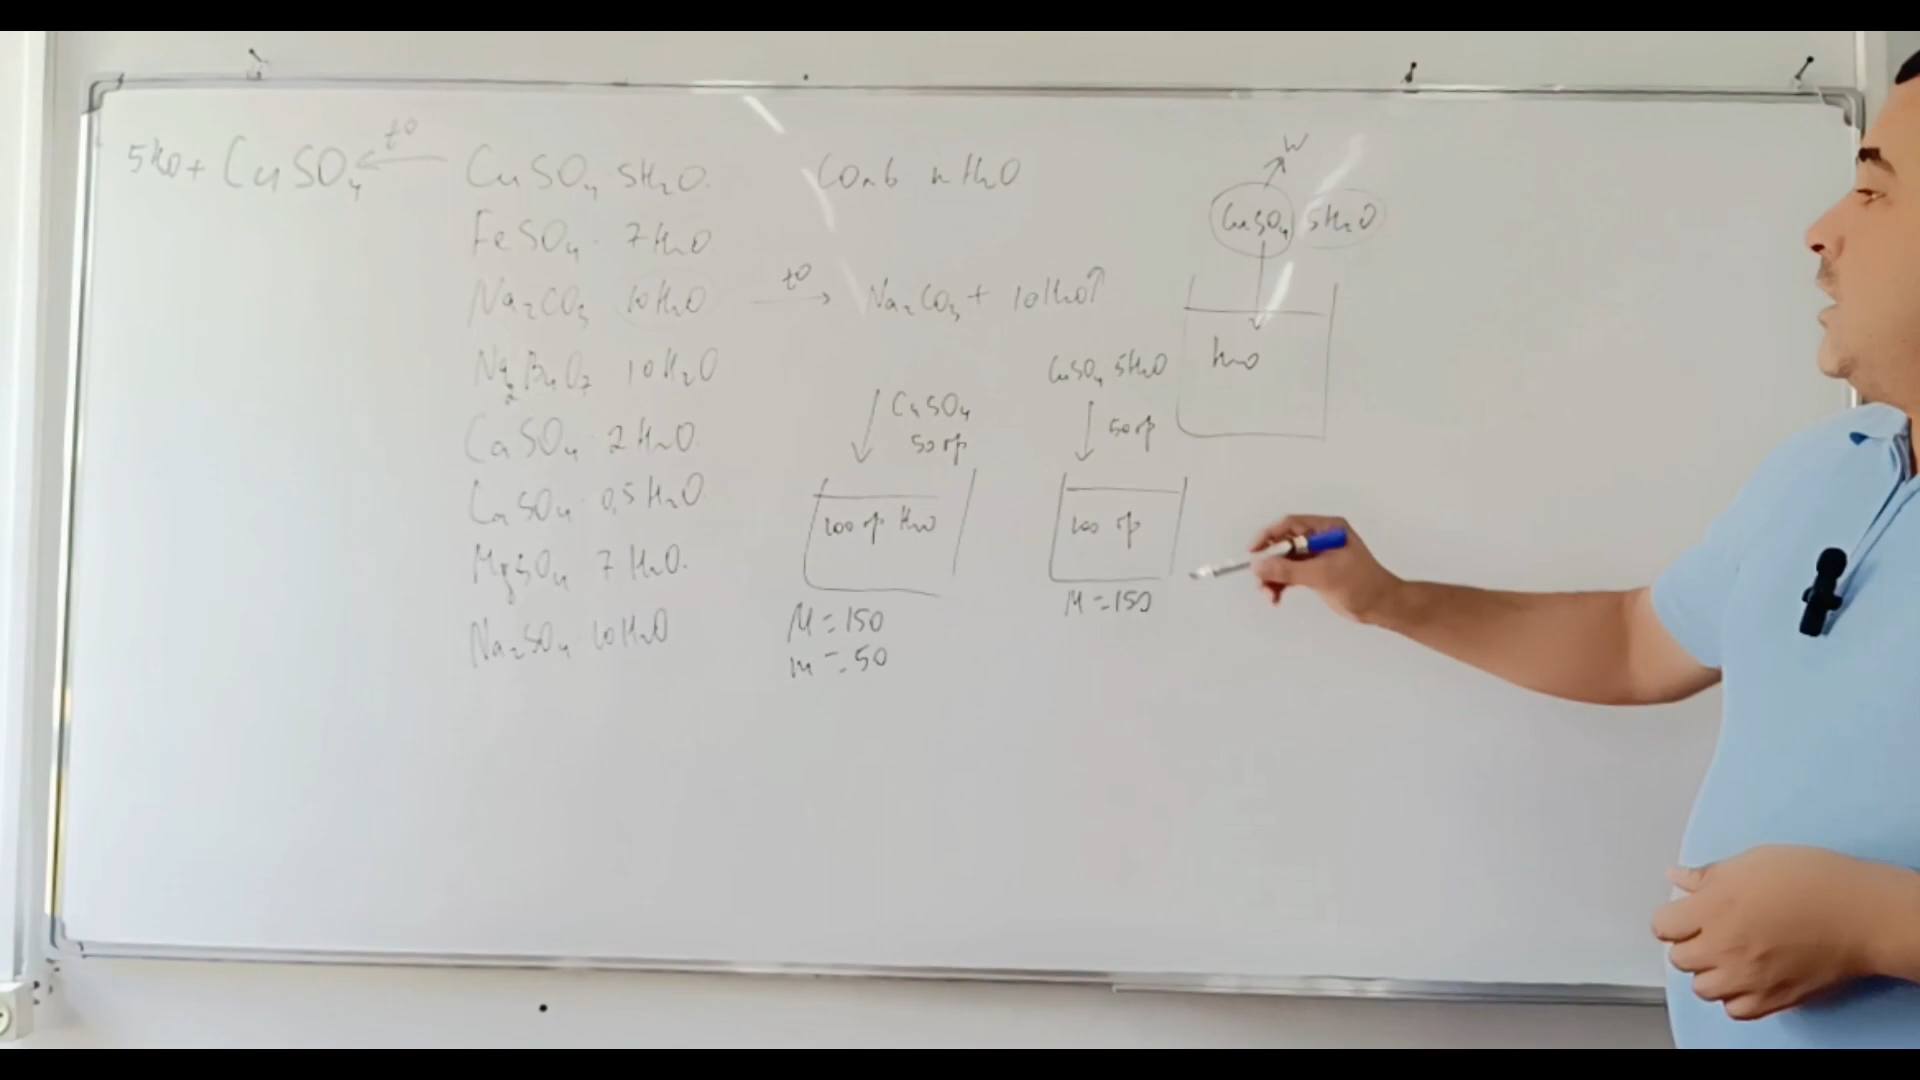 5H2O + CuSO4 ← t°
CuSO4 5H2O.
FeSO4 · 7H2O
Na2CO3 10H2O
Na2B4O7 10H2O
CaSO4 · 2H2O
CaSO4 · 0,5H2O
MgSO4 7H2O.
Na2SO4 10H2O
nH2O
t° → Na2CO3 + 10H2O↑
W
CuSO4 5H2O
H2O
CuSO4
50 гр
100 гр H2O
M = 150
m = 50
CuSO4 5H2O
50 гр
100 гр
M = 150